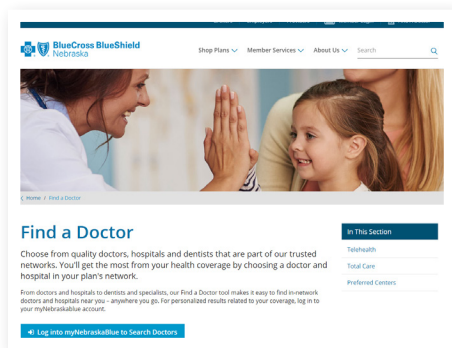 BlueCross BlueShield
Nebraska
Shop Plans Member Services About Us Search
Home / Find a Doctor
Find a Doctor
Choose from quality doctors, hospitals and dentists that are part of our trusted
networks. You'll get the most from your health coverage by choosing a doctor and
hospital in your plan's network.
From doctors and hospitals to dentists and specialists, our Find a Doctor tool makes it easy to find in-network
doctors and hospitals near you – anywhere you go. For personalized results related to your coverage, log in to
your myNebraskablue account.
Log into myNebraskaBlue to Search Doctors
In This Section
Telehealth
Total Care
Preferred Centers